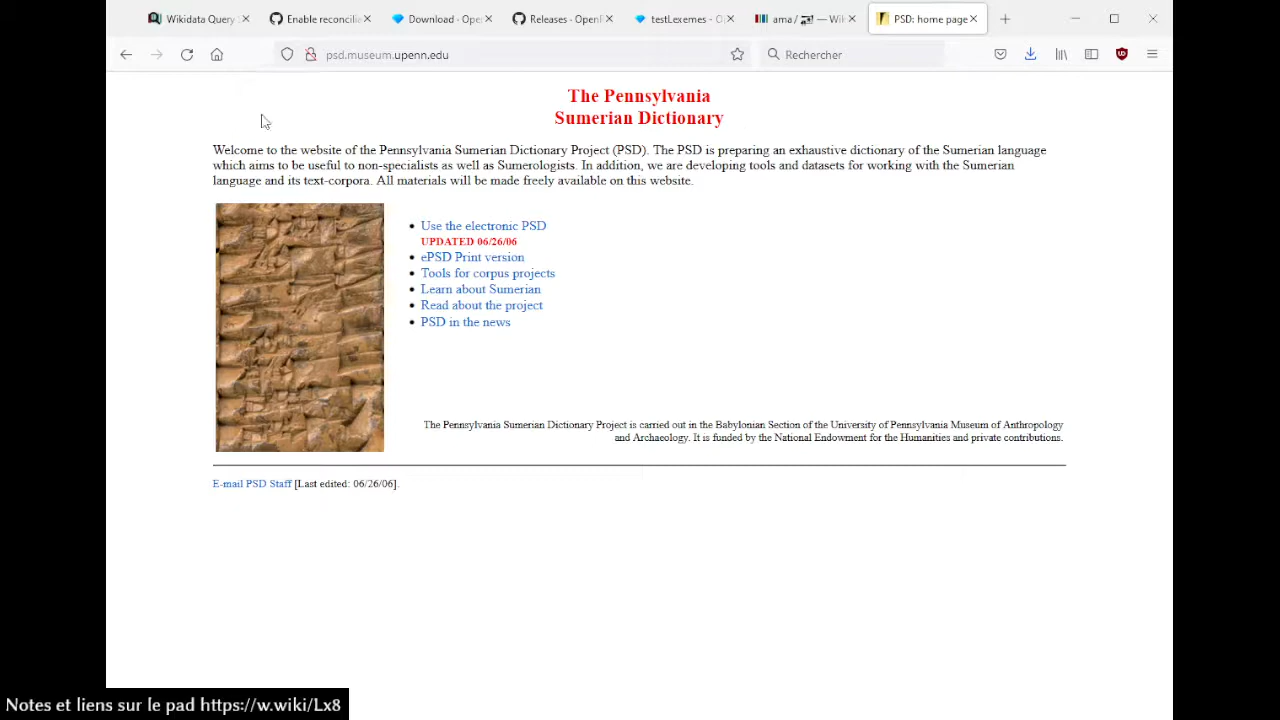 Wikidata Query
Enable reconcili
Download · Ope
Releases · OpenR
testLexemes - O
ama / — Wik
PSD: home page
psd.museum.upenn.edu
Rechercher
The Pennsylvania
Sumerian Dictionary
Welcome to the website of the Pennsylvania Sumerian Dictionary Project (PSD). The PSD is preparing an exhaustive dictionary of the Sumerian language
which aims to be useful to non-specialists as well as Sumerologists. In addition, we are developing tools and datasets for working with the Sumerian
language and its text-corpora. All materials will be made freely available on this website.
• Use the electronic PSD
UPDATED 06/26/06
• ePSD Print version
• Tools for corpus projects
• Learn about Sumerian
• Read about the project
• PSD in the news
The Pennsylvania Sumerian Dictionary Project is carried out in the Babylonian Section of the University of Pennsylvania Museum of Anthropology
and Archaeology. It is funded by the National Endowment for the Humanities and private contributions.
E-mail PSD Staff [Last edited: 06/26/06].
Notes et liens sur le pad https://w.wiki/Lx8